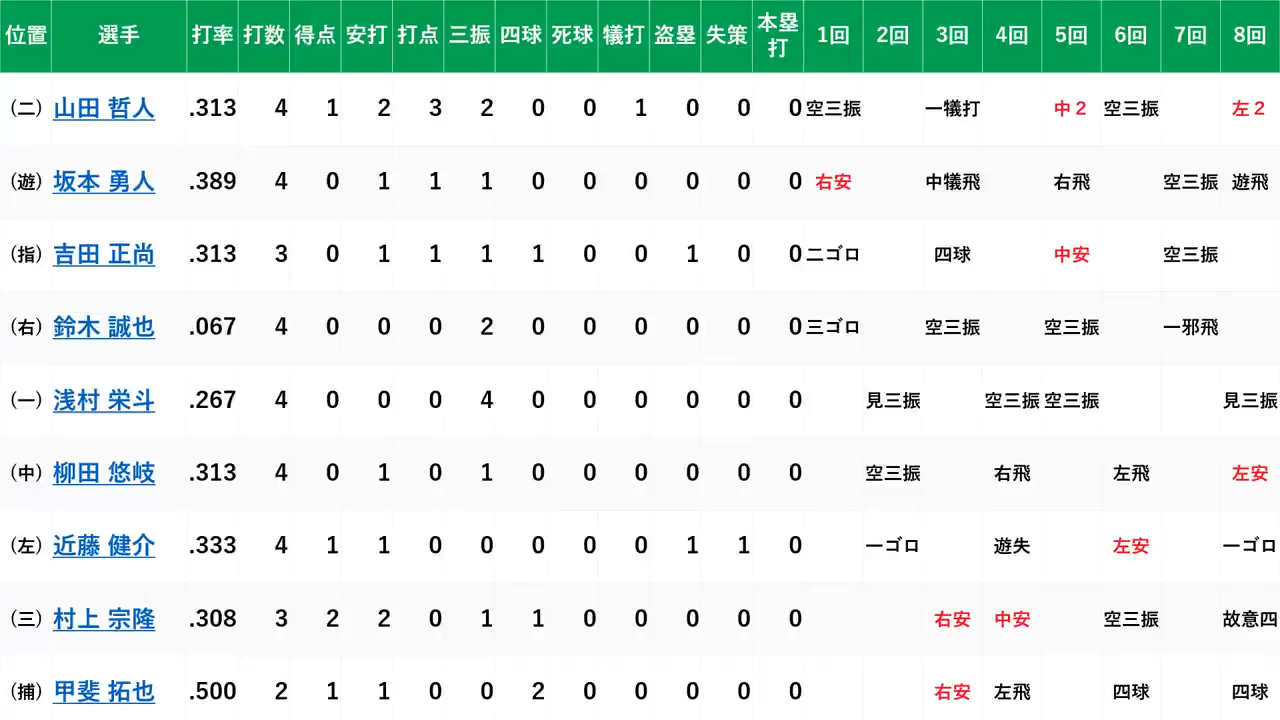 位置 選手 打率 打数 得点 安打 打点 三振 四球 死球 犠打 盗塁 失策 本塁打 1回 2回 3回 4回 5回 6回 7回 8回
(二) 山田 哲人 .313 4 1 2 3 2 0 0 1 0 0 0 空三振 一犠打 中２ 空三振 左２
(遊) 坂本 勇人 .389 4 0 1 1 1 0 0 0 0 0 0 右安 中犠飛 右飛 空三振 遊飛
(指) 吉田 正尚 .313 3 0 1 1 1 1 0 0 1 0 0 二ゴロ 四球 中安 空三振
(右) 鈴木 誠也 .067 4 0 0 0 2 0 0 0 0 0 0 三ゴロ 空三振 空三振 一邪飛
(一) 浅村 栄斗 .267 4 0 0 0 4 0 0 0 0 0 0 見三振 空三振 空三振 見三振
(中) 柳田 悠岐 .313 4 0 1 0 1 0 0 0 0 0 0 空三振 右飛 左飛 左安
(左) 近藤 健介 .333 4 1 1 0 0 0 0 0 1 1 0 一ゴロ 遊失 左安 一ゴロ
(三) 村上 宗隆 .308 3 2 2 0 1 1 0 0 0 0 0 右安 中安 空三振 故意四
(捕) 甲斐 拓也 .500 2 1 1 0 0 2 0 0 0 0 0 右安 左飛 四球 四球